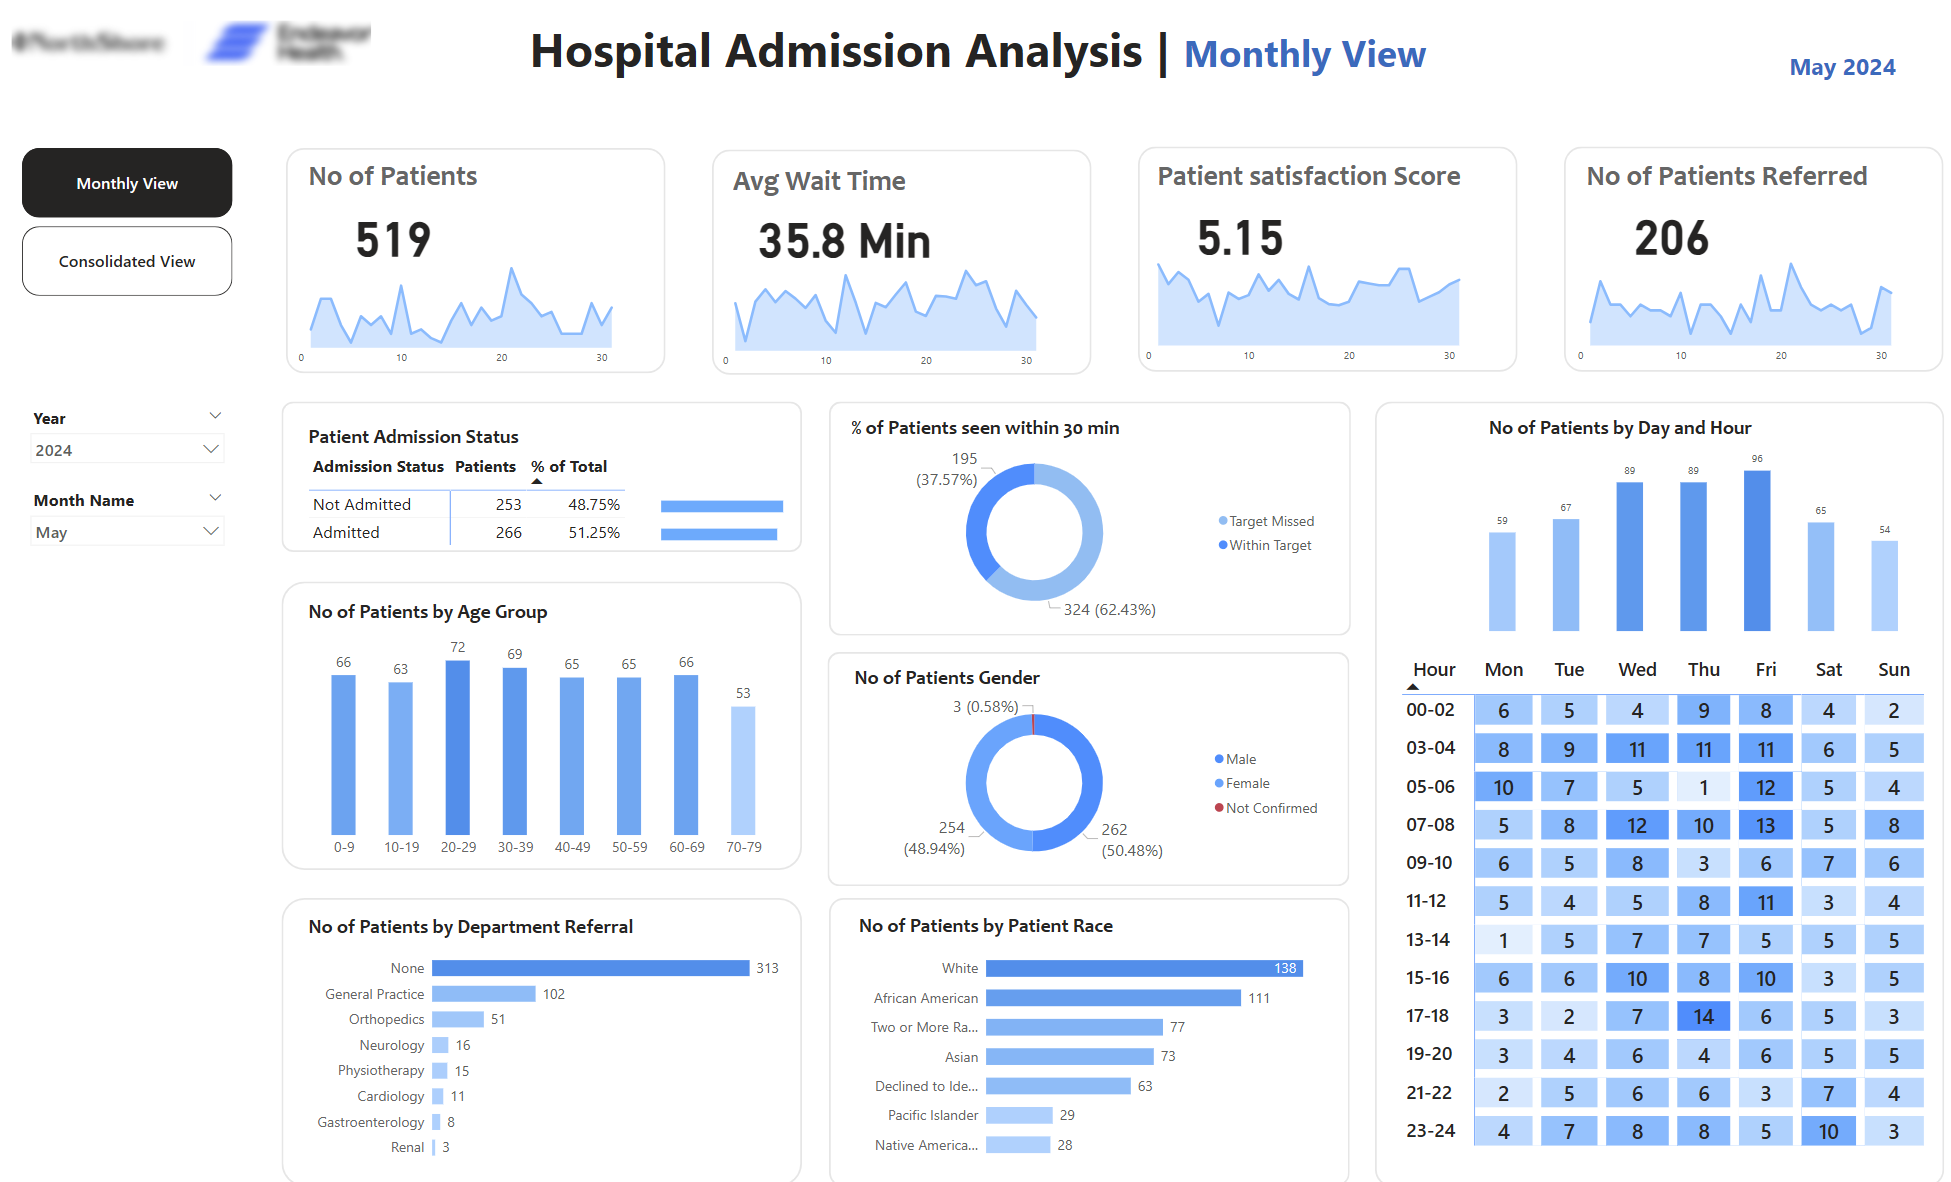 NorthShore
Endeavor
Health.
Hospital Admission Analysis | Monthly View
May 2024
Monthly View
Consolidated View
Year
2024
Month Name
May
No of Patients
519
0 10 20 30
Avg Wait Time
35.8 Min
0 10 20 30
Patient satisfaction Score
5.15
0 10 20 30
No of Patients Referred
206
0 10 20 30
Patient Admission Status
Admission Status Patients % of Total
Not Admitted 253 48.75%
Admitted 266 51.25%
No of Patients by Age Group
66 63 72 69 65 65 66 53
0-9 10-19 20-29 30-39 40-49 50-59 60-69 70-79
No of Patients by Department Referral
None 313
General Practice 102
Orthopedics 51
Neurology 16
Physiotherapy 15
Cardiology 11
Gastroenterology 8
Renal 3
% of Patients seen within 30 min
195
(37.57%)
324 (62.43%)
Target Missed
Within Target
No of Patients Gender
3 (0.58%)
254
(48.94%)
262
(50.48%)
Male
Female
Not Confirmed
No of Patients by Patient Race
White 138
African American 111
Two or More Ra... 77
Asian 73
Declined to Ide... 63
Pacific Islander 29
Native America... 28
No of Patients by Day and Hour
59 67 89 89 96 65 54
Hour Mon Tue Wed Thu Fri Sat Sun
00-02 6 5 4 9 8 4 2
03-04 8 9 11 11 11 6 5
05-06 10 7 5 1 12 5 4
07-08 5 8 12 10 13 5 8
09-10 6 5 8 3 6 7 6
11-12 5 4 5 8 11 3 4
13-14 1 5 7 7 5 5 5
15-16 6 6 10 8 10 3 5
17-18 3 2 7 14 6 5 3
19-20 3 4 6 4 6 5 5
21-22 2 5 6 6 3 7 4
23-24 4 7 8 8 5 10 3